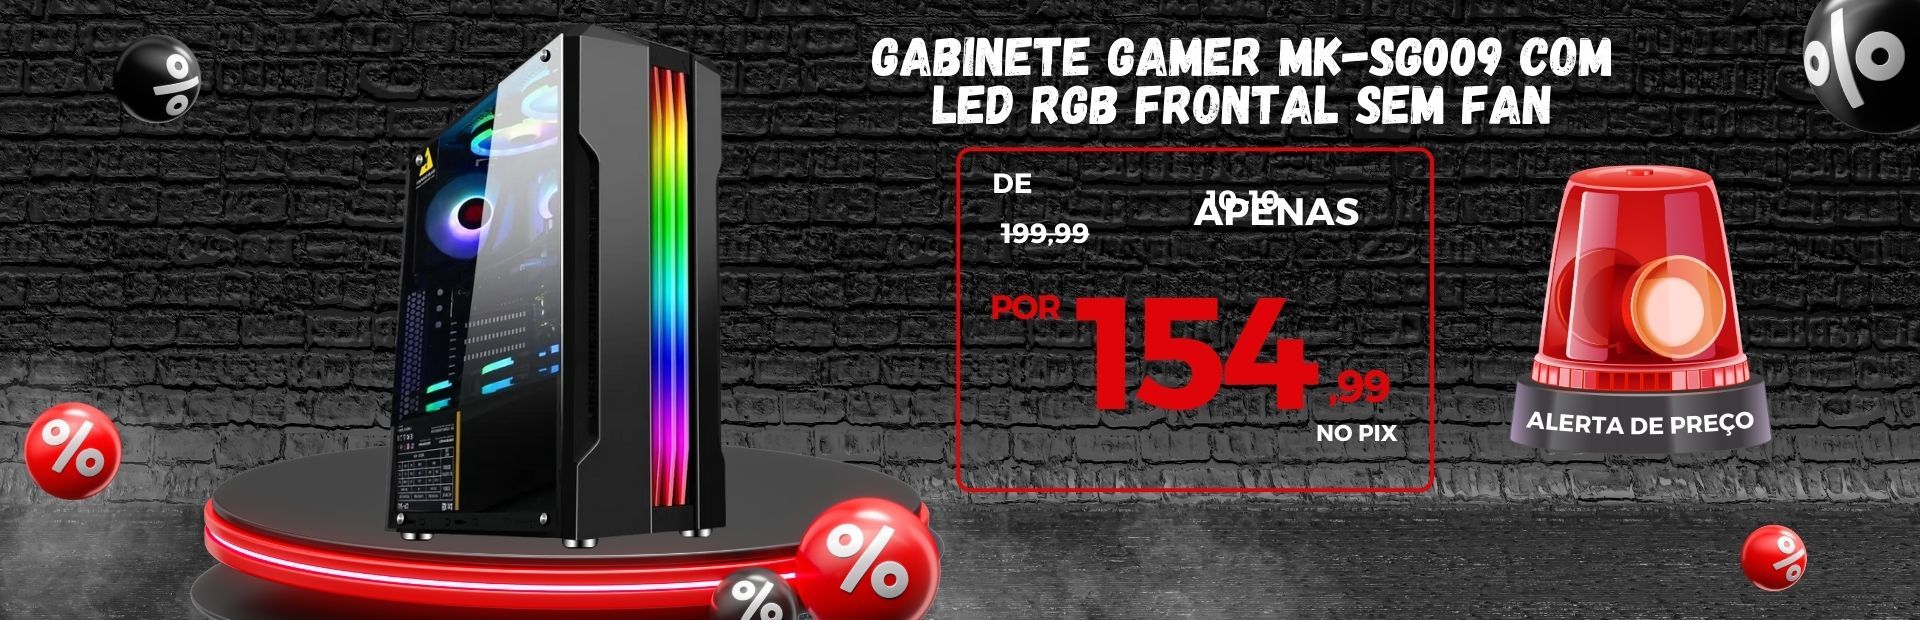 GABINETE GAMER MK-SG009 COM
LED RGB FRONTAL SEM FAN
DE
199,99
APENAS
POR 154,99
NO PIX
ALERTA DE PREÇO
%
%
%
%
%
%